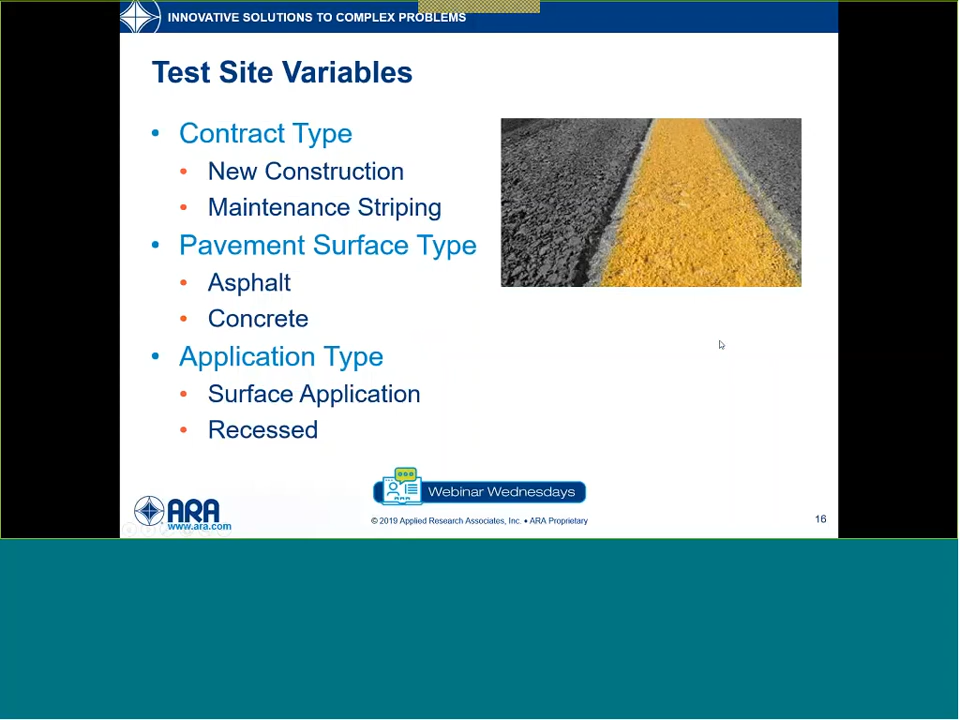 INNOVATIVE SOLUTIONS TO COMPLEX PROBLEMS
Test Site Variables
• Contract Type
• New Construction
• Maintenance Striping
• Pavement Surface Type
• Asphalt
• Concrete
• Application Type
• Surface Application
• Recessed
Webinar Wednesdays
ARA
www.ara.com
© 2019 Applied Research Associates, Inc. • ARA Proprietary
16